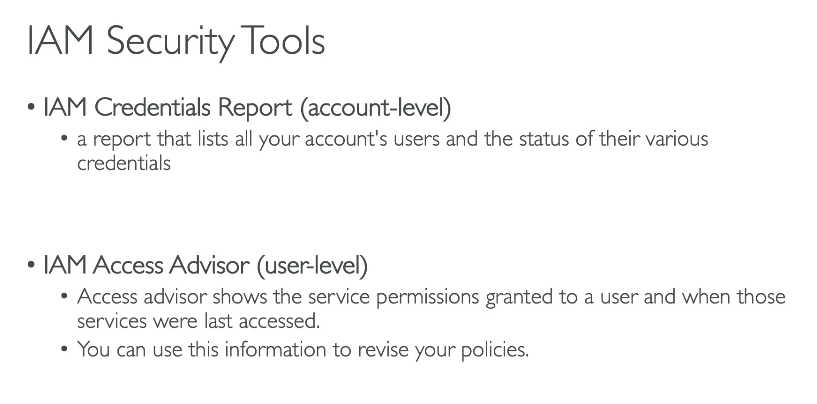 IAM Security Tools
• IAM Credentials Report (account-level)
• a report that lists all your account's users and the status of their various
credentials
• IAM Access Advisor (user-level)
• Access advisor shows the service permissions granted to a user and when those
services were last accessed.
• You can use this information to revise your policies.